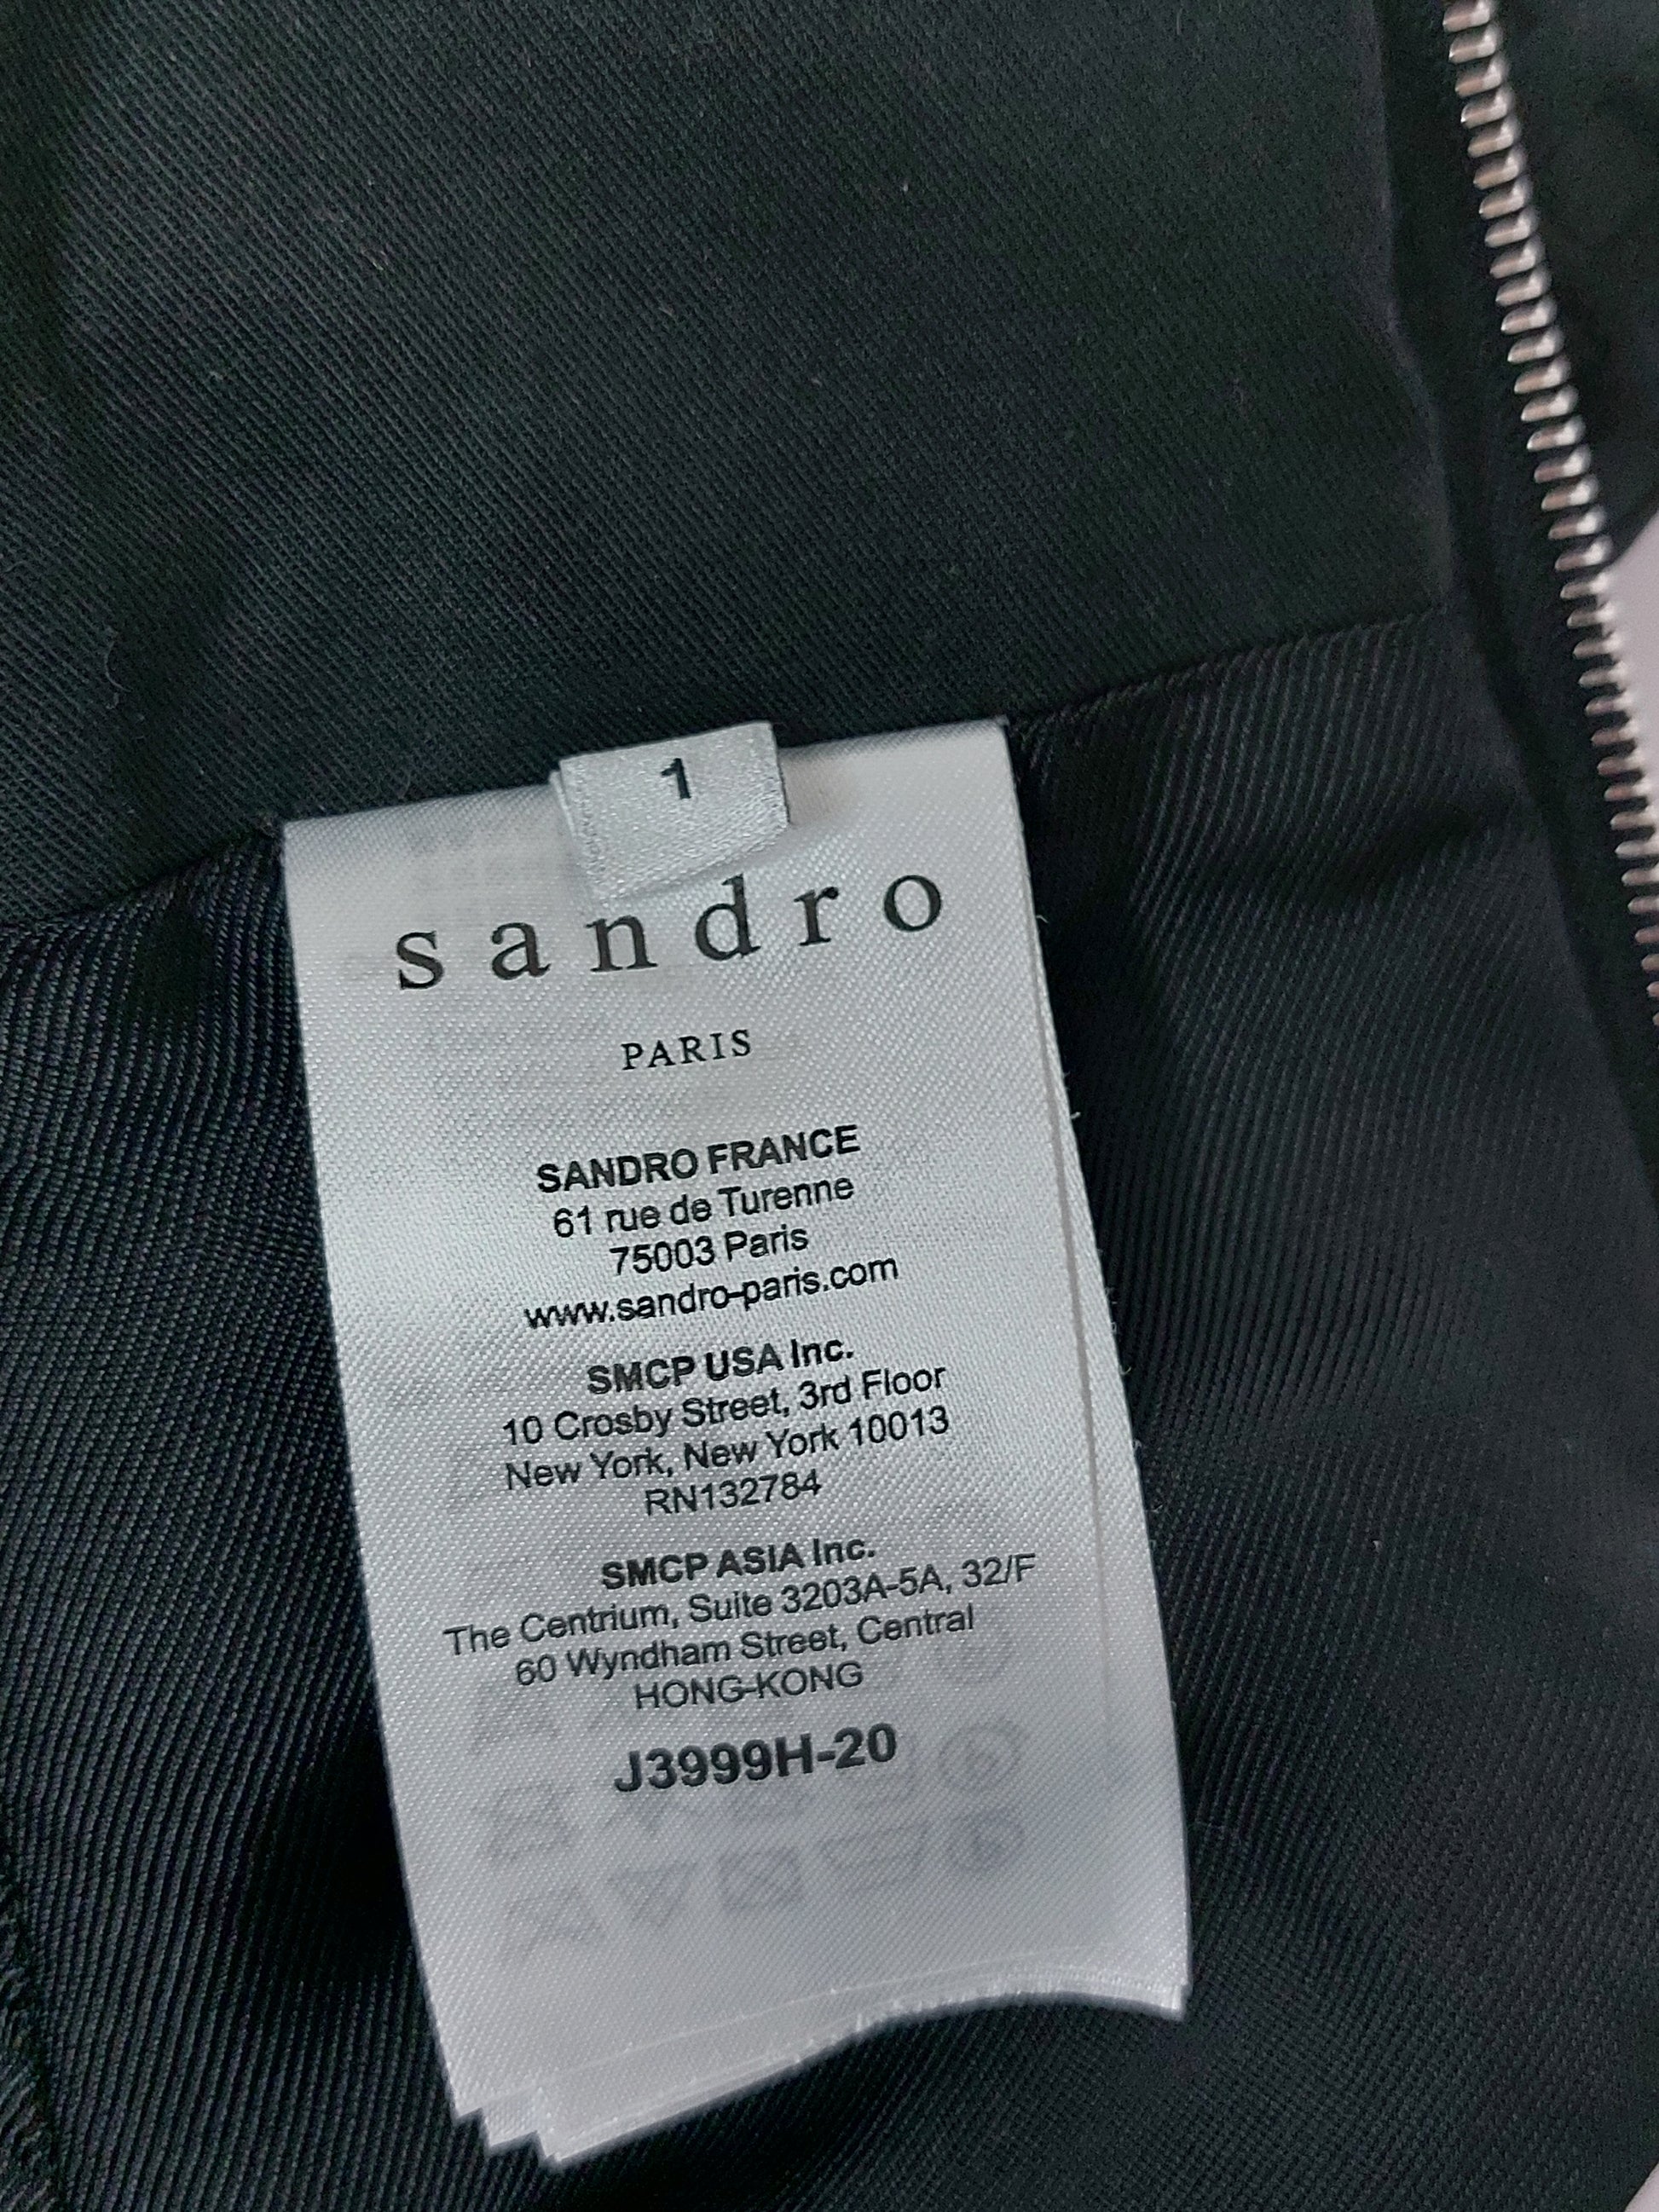 1
sandro
PARIS
SANDRO FRANCE
61 rue de Turenne
75003 Paris
www.sandro-paris.com
SMCP USA Inc.
10 Crosby Street, 3rd Floor
New York, New York 10013
RN132784
SMCP ASIA Inc.
The Centrium, Suite 3203A-5A, 32/F
60 Wyndham Street, Central
HONG-KONG
J3999H-20